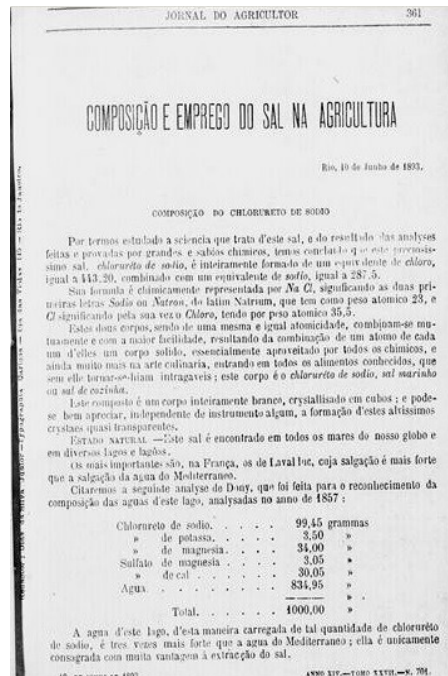 JORNAL DO AGRICULTOR 361
COMPOSIÇÃO E EMPREGO DO SAL NA AGRICULTURA
Rio, 10 de Junho de 1893.
COMPOSIÇÃO DO CHLORURETO DE SODIO
Por termos estudado a sciencia que trata d'este sal, e do resultado das analyses
feitas e provadas por grandes e sabios chimicos, temos concluido que este preciosis-
simo sal, chloruréto de sodio, é inteiramente formado de um equivalente de chloro,
igual a 443.20, combinado com um equivalente de sodio, igual a 287.5.
Sua formula é chimicamente representada por Na Cl, significando as duas pri-
meiras letras Sodio ou Natron, do latim Natrium, que tem como peso atomico 23, e
Cl significando pela sua vez o Chloro, tendo por peso atomico 35,5.
Estes dous corpos, sendo de uma mesma e igual atomicidade, combinam-se mu-
tuamente e com a maior facilidade, resultando da combinação de um atomo de cada
um d'elles um corpo solido, essencialmente apraveitado por todos os chimicos, e
ainda muito mais na arte culinaria, entrando em todos os alimentos conhecidos, que
sem elle tornar-se-hiam intragaveis; este corpo é o chloruréto de sodio, sal marinho
ou sal de cozinha.
Este composto é um corpo inteiramente branco, crystallisado em cubos; e pode-
se bem apreciar, independente de instrumento algum, a formação d'estes altissimos
crystaes quasi transparentes.
ESTADO NATURAL —Este sal é encontrado em todos os mares do nosso globo e
em diversos lagos e lagôas.
Os mais importantes são, na França, os de Laval luc, cuja salgação é mais forte
que a salgação da agua do Mediterraneo.
Citaremos a seguinte analyse de Dony, que foi feita para o reconhecimento da
composição das aguas d'este lago, analysadas no anno de 1857 :
Chlorureto de sodio. . . . . . 99,45 grammas
» de potassa. . . . . 3,50 »
» de magnesia. . . . 34,00 »
Sulfato de magnesia . . . . . 3,05 »
» de cal . . . . . . . 30,05 »
Agua . . . . . . . . . . 834,95 »
Total. . . . . . 1000,00 »
A agua d'este lago, d'esta maneira carregada de tal quantidade de chloruréto
de sodio, é tres vezes mais forte que a agua do Mediterraneo; ella é unicamente
consagrada com muita vantagem á extracção do sal.
ANNO XIV.—TOMO XXVII.—N. 704.